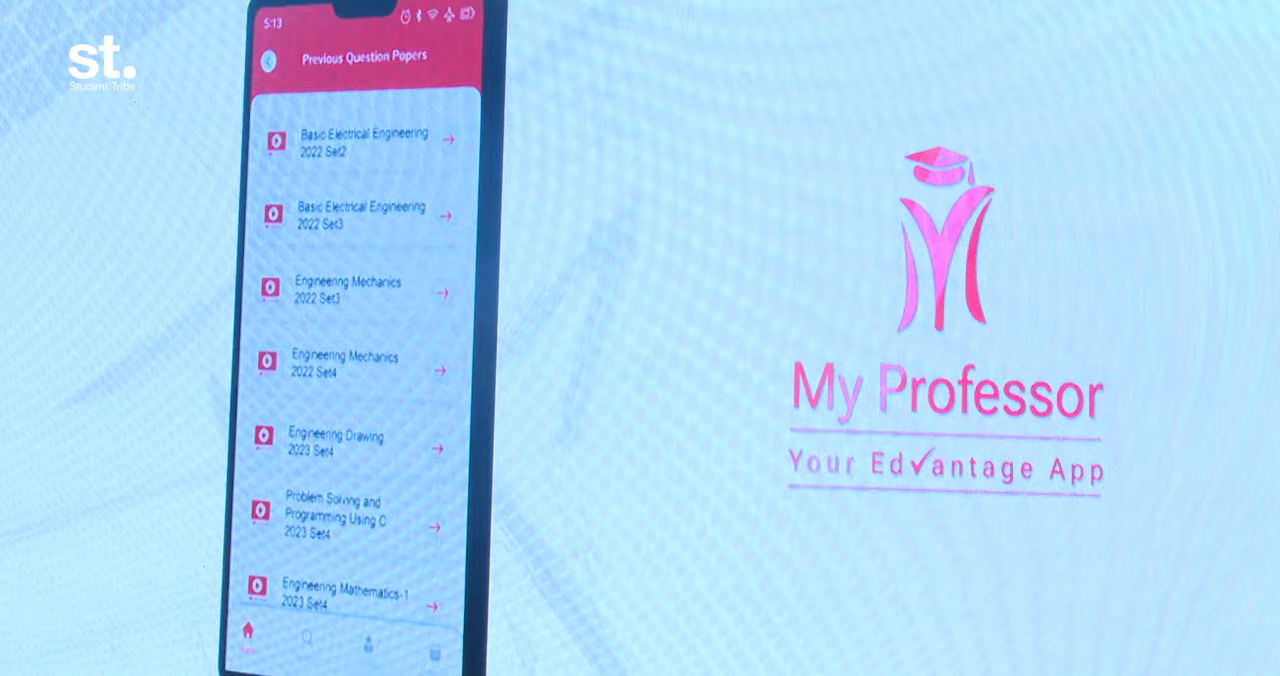 st.
Student Tribe
5:13
Previous Question Papers
Basic Electrical Engineering
2022 Set2
Basic Electrical Engineering
2022 Set3
Engineering Mechanics
2022 Set3
Engineering Mechanics
2022 Set4
Engineering Drawing
2023 Set4
Problem Solving and
Programming Using C
2023 Set4
Engineering Mathematics-1
2023 Set4
My Professor
Your Ed✓antage App